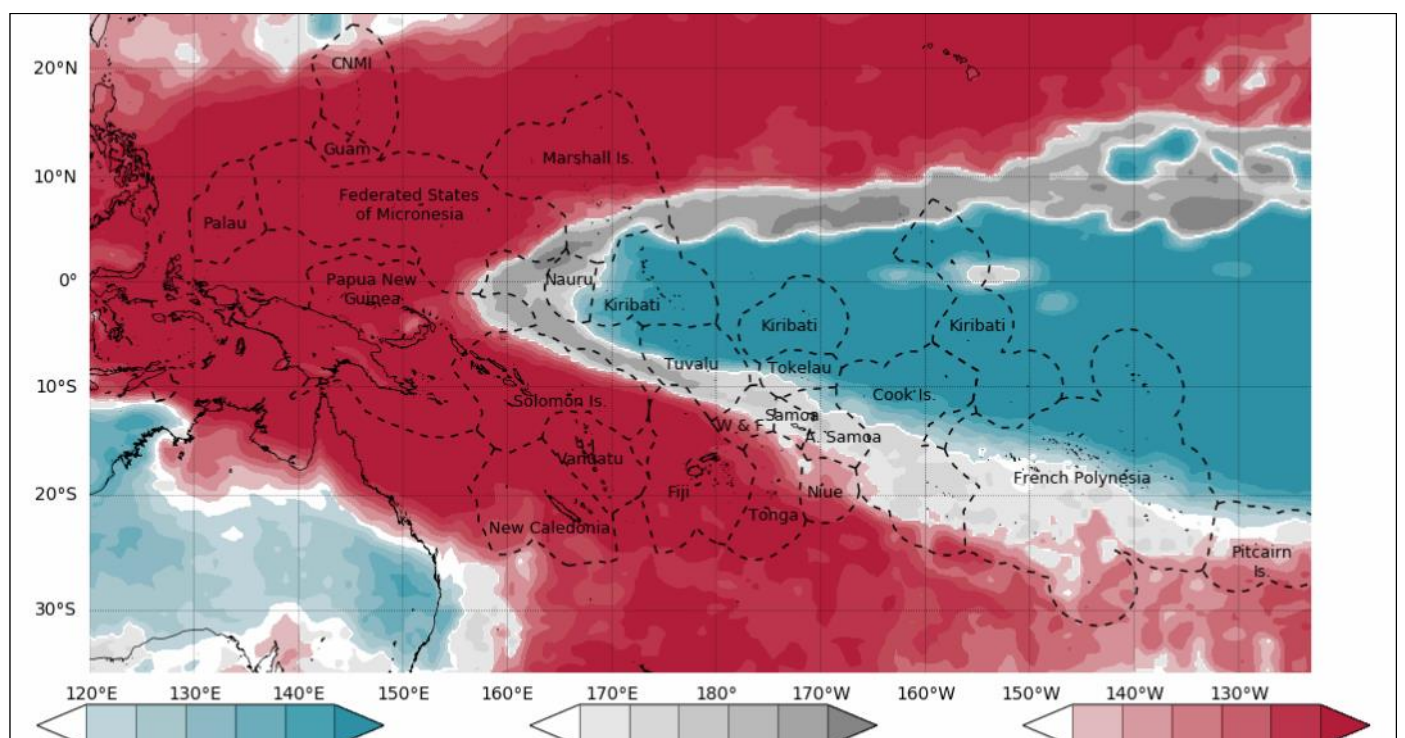 20°N
CNMI
Guam
Marshall Is.
10°N
Federated States
of Micronesia
Palau
0°
Papua New
Guinea
Nauru
Kiribati
Kiribati
Kiribati
Tuvalu
Tokelau
10°S
Solomon Is.
Cook Is.
Samoa
W & F
A. Samoa
Vanuatu
French Polynesia
20°S
Fiji
Niue
Tonga
New Caledonia
Pitcairn
Is.
30°S
120°E 130°E 140°E 150°E 160°E 170°E 180° 170°W 160°W 150°W 140°W 130°W